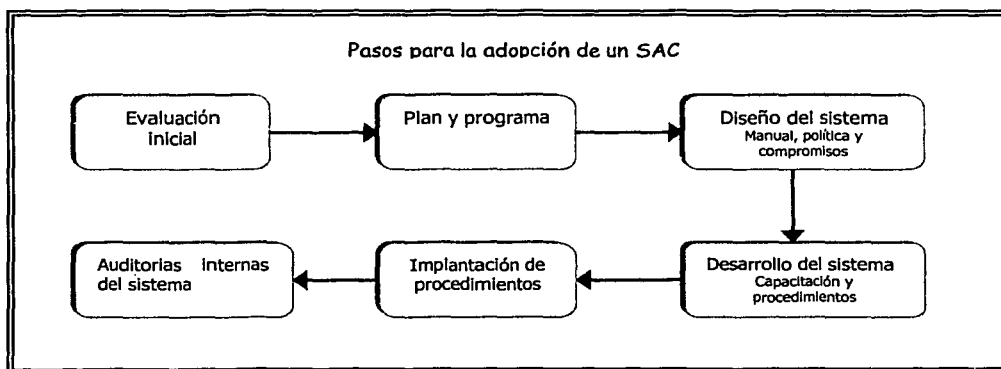 Pasos para la adopción de un SAC
Evaluación
inicial
Plan y programa
Diseño del sistema
Manual, política y
compromisos
Desarrollo del sistema
Capacitación y
procedimientos
Implantación de
procedimientos
Auditorias internas
del sistema